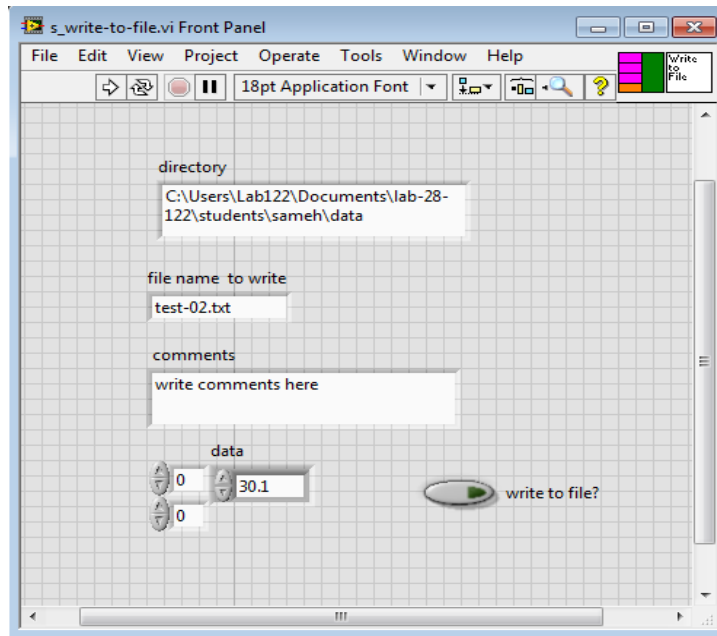 s_write-to-file.vi Front Panel
File Edit View Project Operate Tools Window Help
18pt Application Font
Write
to
File
directory
C:\Users\Lab122\Documents\lab-28-
122\students\sameh\data
file name to write
test-02.txt
comments
write comments here
data
0
30.1
0
write to file?